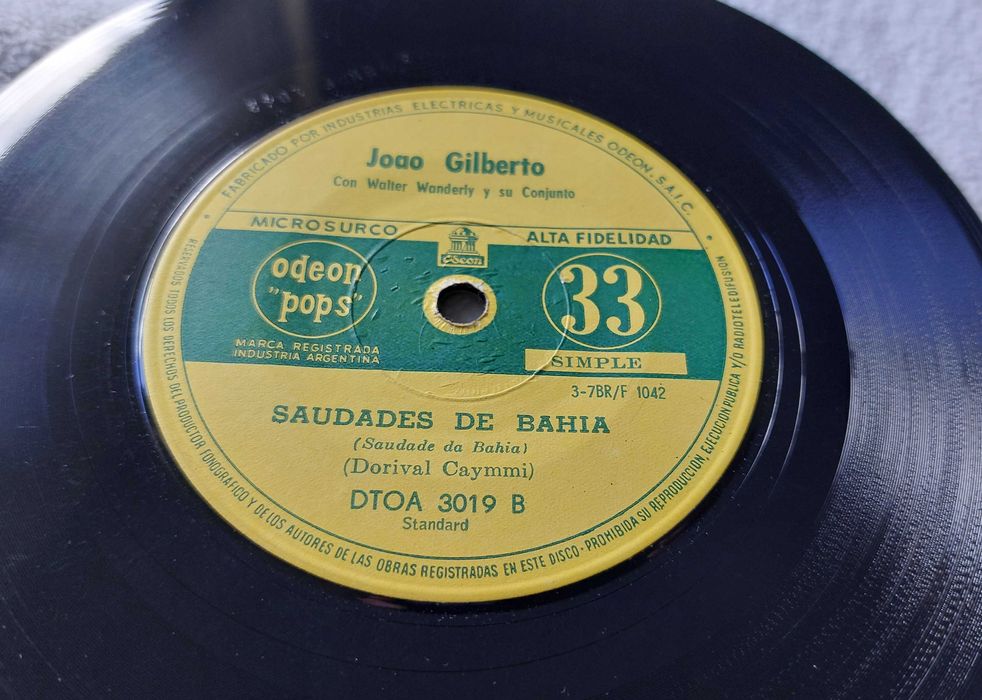 FABRICADO POR INDUSTRIAS ELECTRICAS Y MUSICALES ODEON_S.A.I.C.
Joao Gilberto
Con Walter Wanderly y su Conjunto
MICROSURCO
ALTA FIDELIDAD
Odeon
odeon
"pops"
33
MARCA REGISTRADA
INDUSTRIA ARGENTINA
SIMPLE
3-7BR/F 1042
SAUDADES DE BAHIA
(Saudade da Bahia)
(Dorival Caymmi)
DTOA 3019 B
Standard
RESERVADOS TODOS LOS DERECHOS DEL PRODUCTOR FONOGRAFICO Y DE LOS AUTORES DE LAS OBRAS REGISTRADAS EN ESTE DISCO - PROHIBIDA SU REPRODUCCION, EJECUCION PUBLICA Y/O RADIOTELEDIFUSION